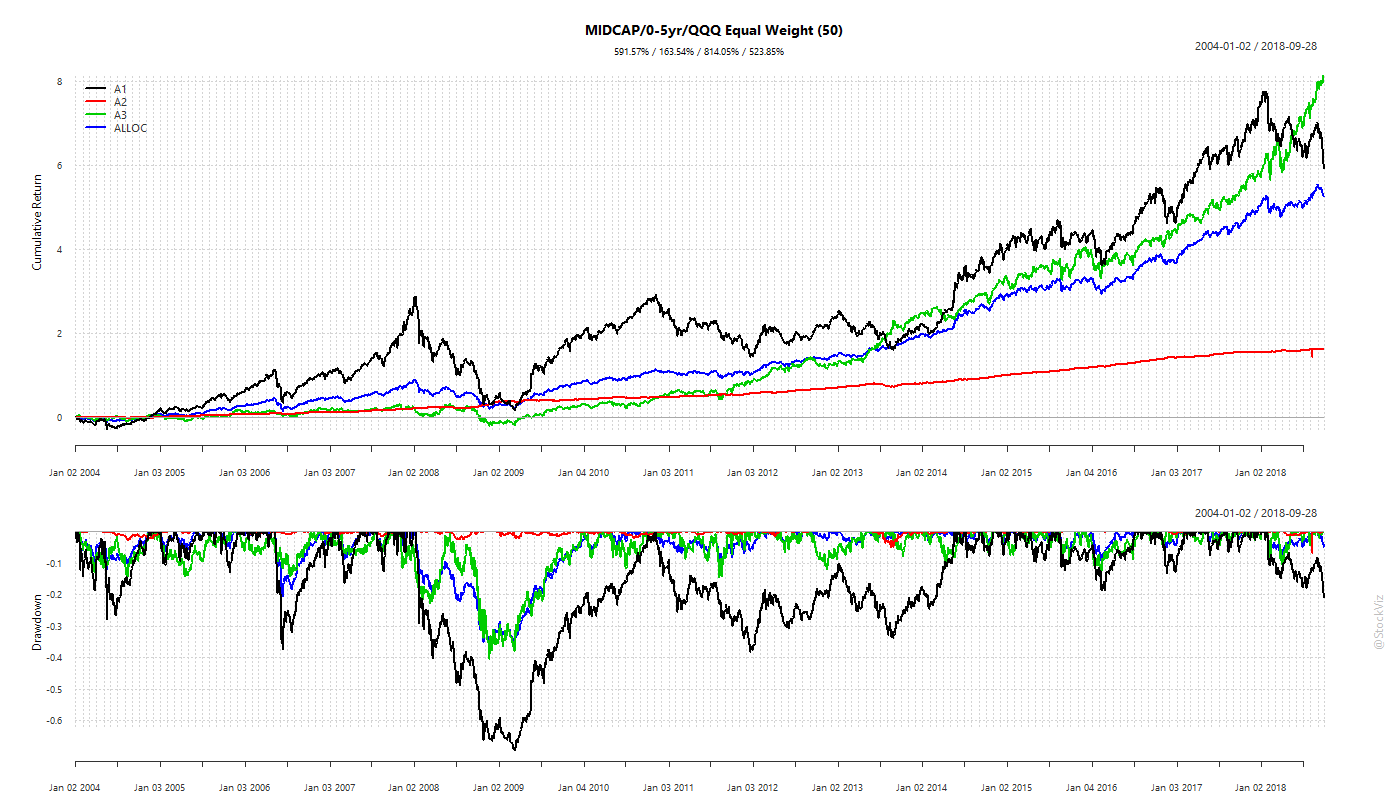 MIDCAP/0-5yr/QQQ Equal Weight (50)
591.57% / 163.54% / 814.05% / 523.85%
2004-01-02 / 2018-09-28
A1
A2
A3
ALLOC
Cumulative Return
8
6
4
2
0
Jan 02 2004 Jan 03 2005 Jan 02 2006 Jan 03 2007 Jan 02 2008 Jan 02 2009 Jan 04 2010 Jan 03 2011 Jan 03 2012 Jan 02 2013 Jan 02 2014 Jan 02 2015 Jan 04 2016 Jan 03 2017 Jan 02 2018
2004-01-02 / 2018-09-28
Drawdown
-0.1
-0.2
-0.3
-0.4
-0.5
-0.6
Jan 02 2004 Jan 03 2005 Jan 02 2006 Jan 03 2007 Jan 02 2008 Jan 02 2009 Jan 04 2010 Jan 03 2011 Jan 03 2012 Jan 02 2013 Jan 02 2014 Jan 02 2015 Jan 04 2016 Jan 03 2017 Jan 02 2018
@StockViz